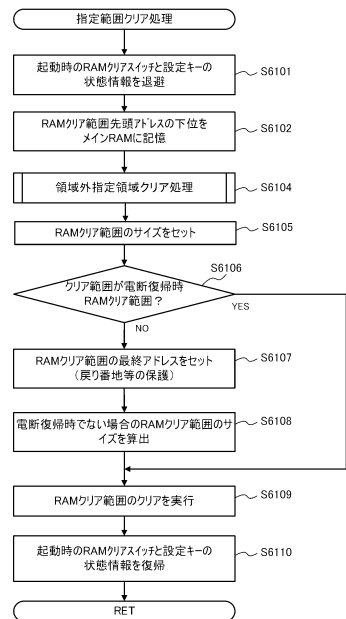 指定範囲クリア処理
起動時のRAMクリアスイッチと設定キーの
状態情報を退避
S6101
RAMクリア範囲先頭アドレスの下位を
メインRAMに記憶
S6102
領域外指定領域クリア処理
S6104
RAMクリア範囲のサイズをセット
S6105
S6106
クリア範囲が電断復帰時
RAMクリア範囲?
YES
NO
RAMクリア範囲の最終アドレスをセット
(戻り番地等の保護)
S6107
電断復帰時でない場合のRAMクリア範囲のサ
イズを算出
S6108
RAMクリア範囲のクリアを実行
S6109
起動時のRAMクリアスイッチと設定キーの
状態情報を復帰
S6110
RET